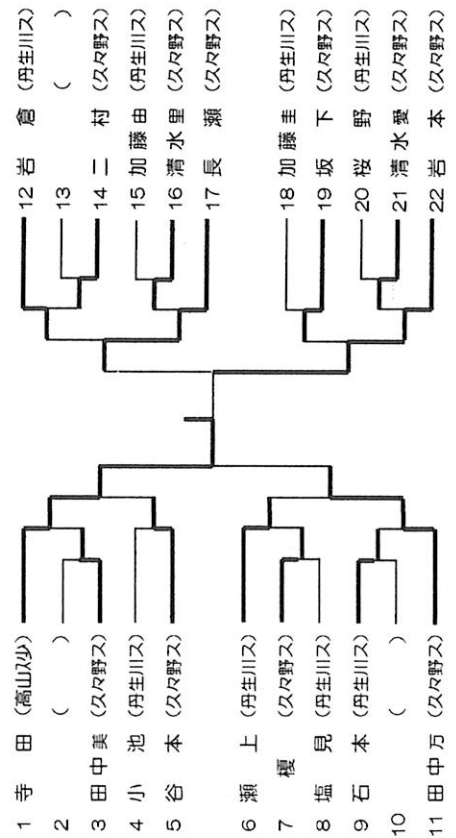 12 岩倉 (丹生川ス)
13 ( )
14 二村 (久々野ス)
15 加藤由 (丹生川ス)
16 清水里 (久々野ス)
17 長瀬 (久々野ス)
18 加藤圭 (丹生川ス)
19 坂下 (久々野ス)
20 桜野 (丹生川ス)
21 清水愛 (久々野ス)
22 岩本 (久々野ス)
1 寺田 (高山ス少)
2 ( )
3 田中美 (久々野ス)
4 小池 (丹生川ス)
5 谷本 (久々野ス)
6 瀬上 (丹生川ス)
7 榎 (久々野ス)
8 塩見 (丹生川ス)
9 石本 (丹生川ス)
10 ( )
11 田中万 (久々野ス)